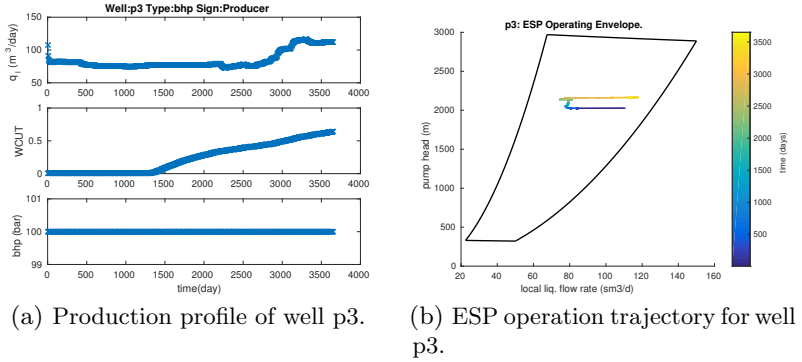 Well:p3 Type:bhp Sign:Producer
150
100
50
q l (m 3/day)
0 500 1000 1500 2000 2500 3000 3500 4000
1
0.5
0
WCUT
0 500 1000 1500 2000 2500 3000 3500 4000
101
100
99
bhp (bar)
0 500 1000 1500 2000 2500 3000 3500 4000
time(day)
(a) Production profile of well p3.
p3: ESP Operating Envelope.
3000
2500
2000
1500
1000
500
0
pump head (m)
20 40 60 80 100 120 140 160
local liq. flow rate (sm3/d)
3500
3000
2500
2000
1500
1000
500
time (days)
(b) ESP operation trajectory for well
p3.